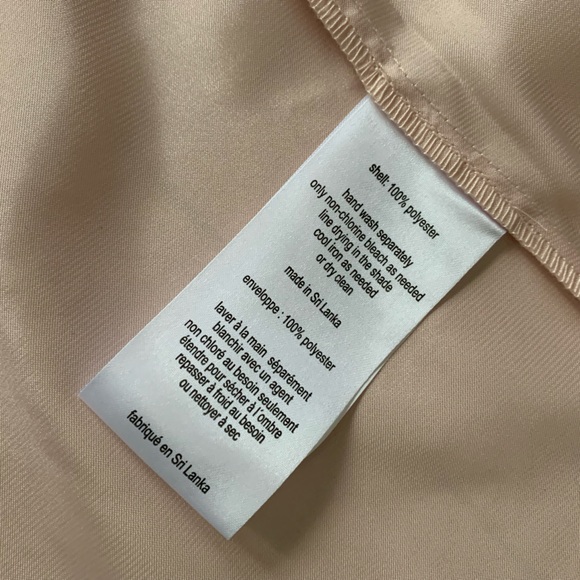 shell: 100% polyester
hand wash separately
only non-chlorine bleach as needed
line drying in the shade
cool iron as needed
or dry clean
made in Sri Lanka
enveloppe : 100% polyester
laver à la main séparément
blanchir avec un agent
non chloré au besoin seulement
étendre pour sécher à l'ombre
repasser à froid au besoin
ou nettoyer à sec
fabriqué en Sri Lanka